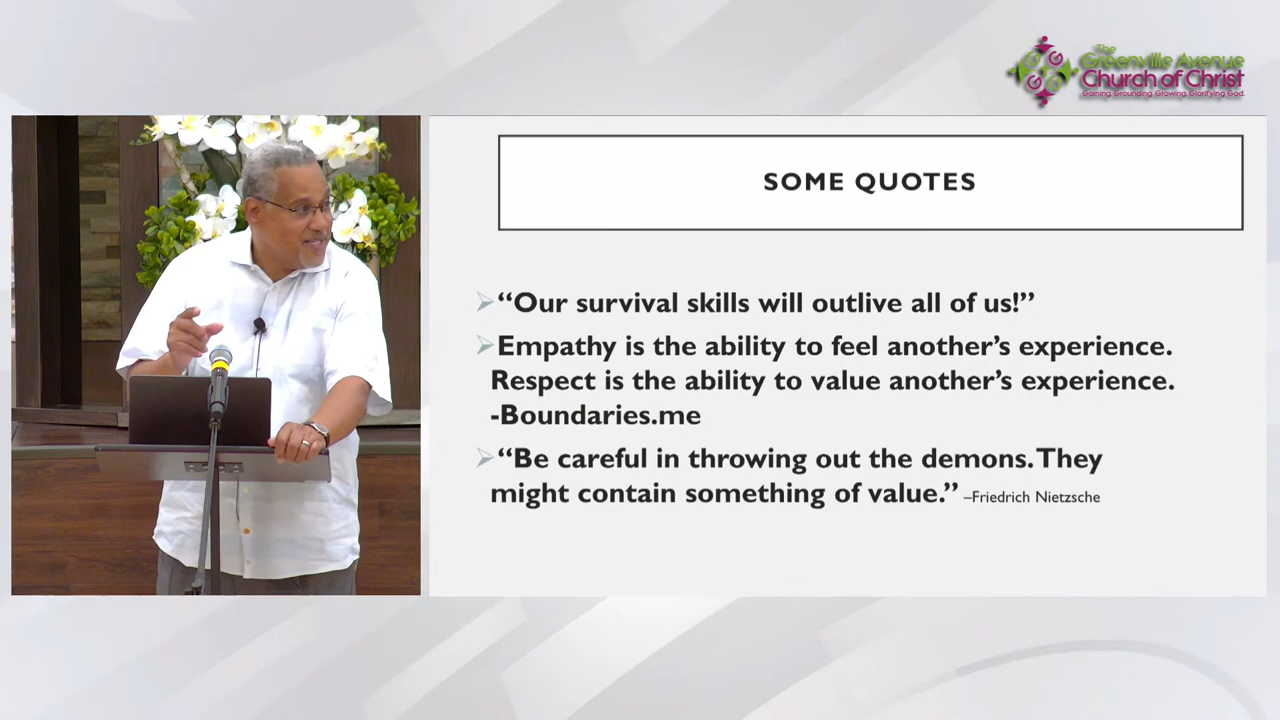 The
Greenville Avenue
Church of Christ
Gaining. Grounding. Growing. Glorifying God.
SOME QUOTES
“Our survival skills will outlive all of us!”
Empathy is the ability to feel another’s experience.
Respect is the ability to value another’s experience.
-Boundaries.me
“Be careful in throwing out the demons. They
might contain something of value.” –Friedrich Nietzsche